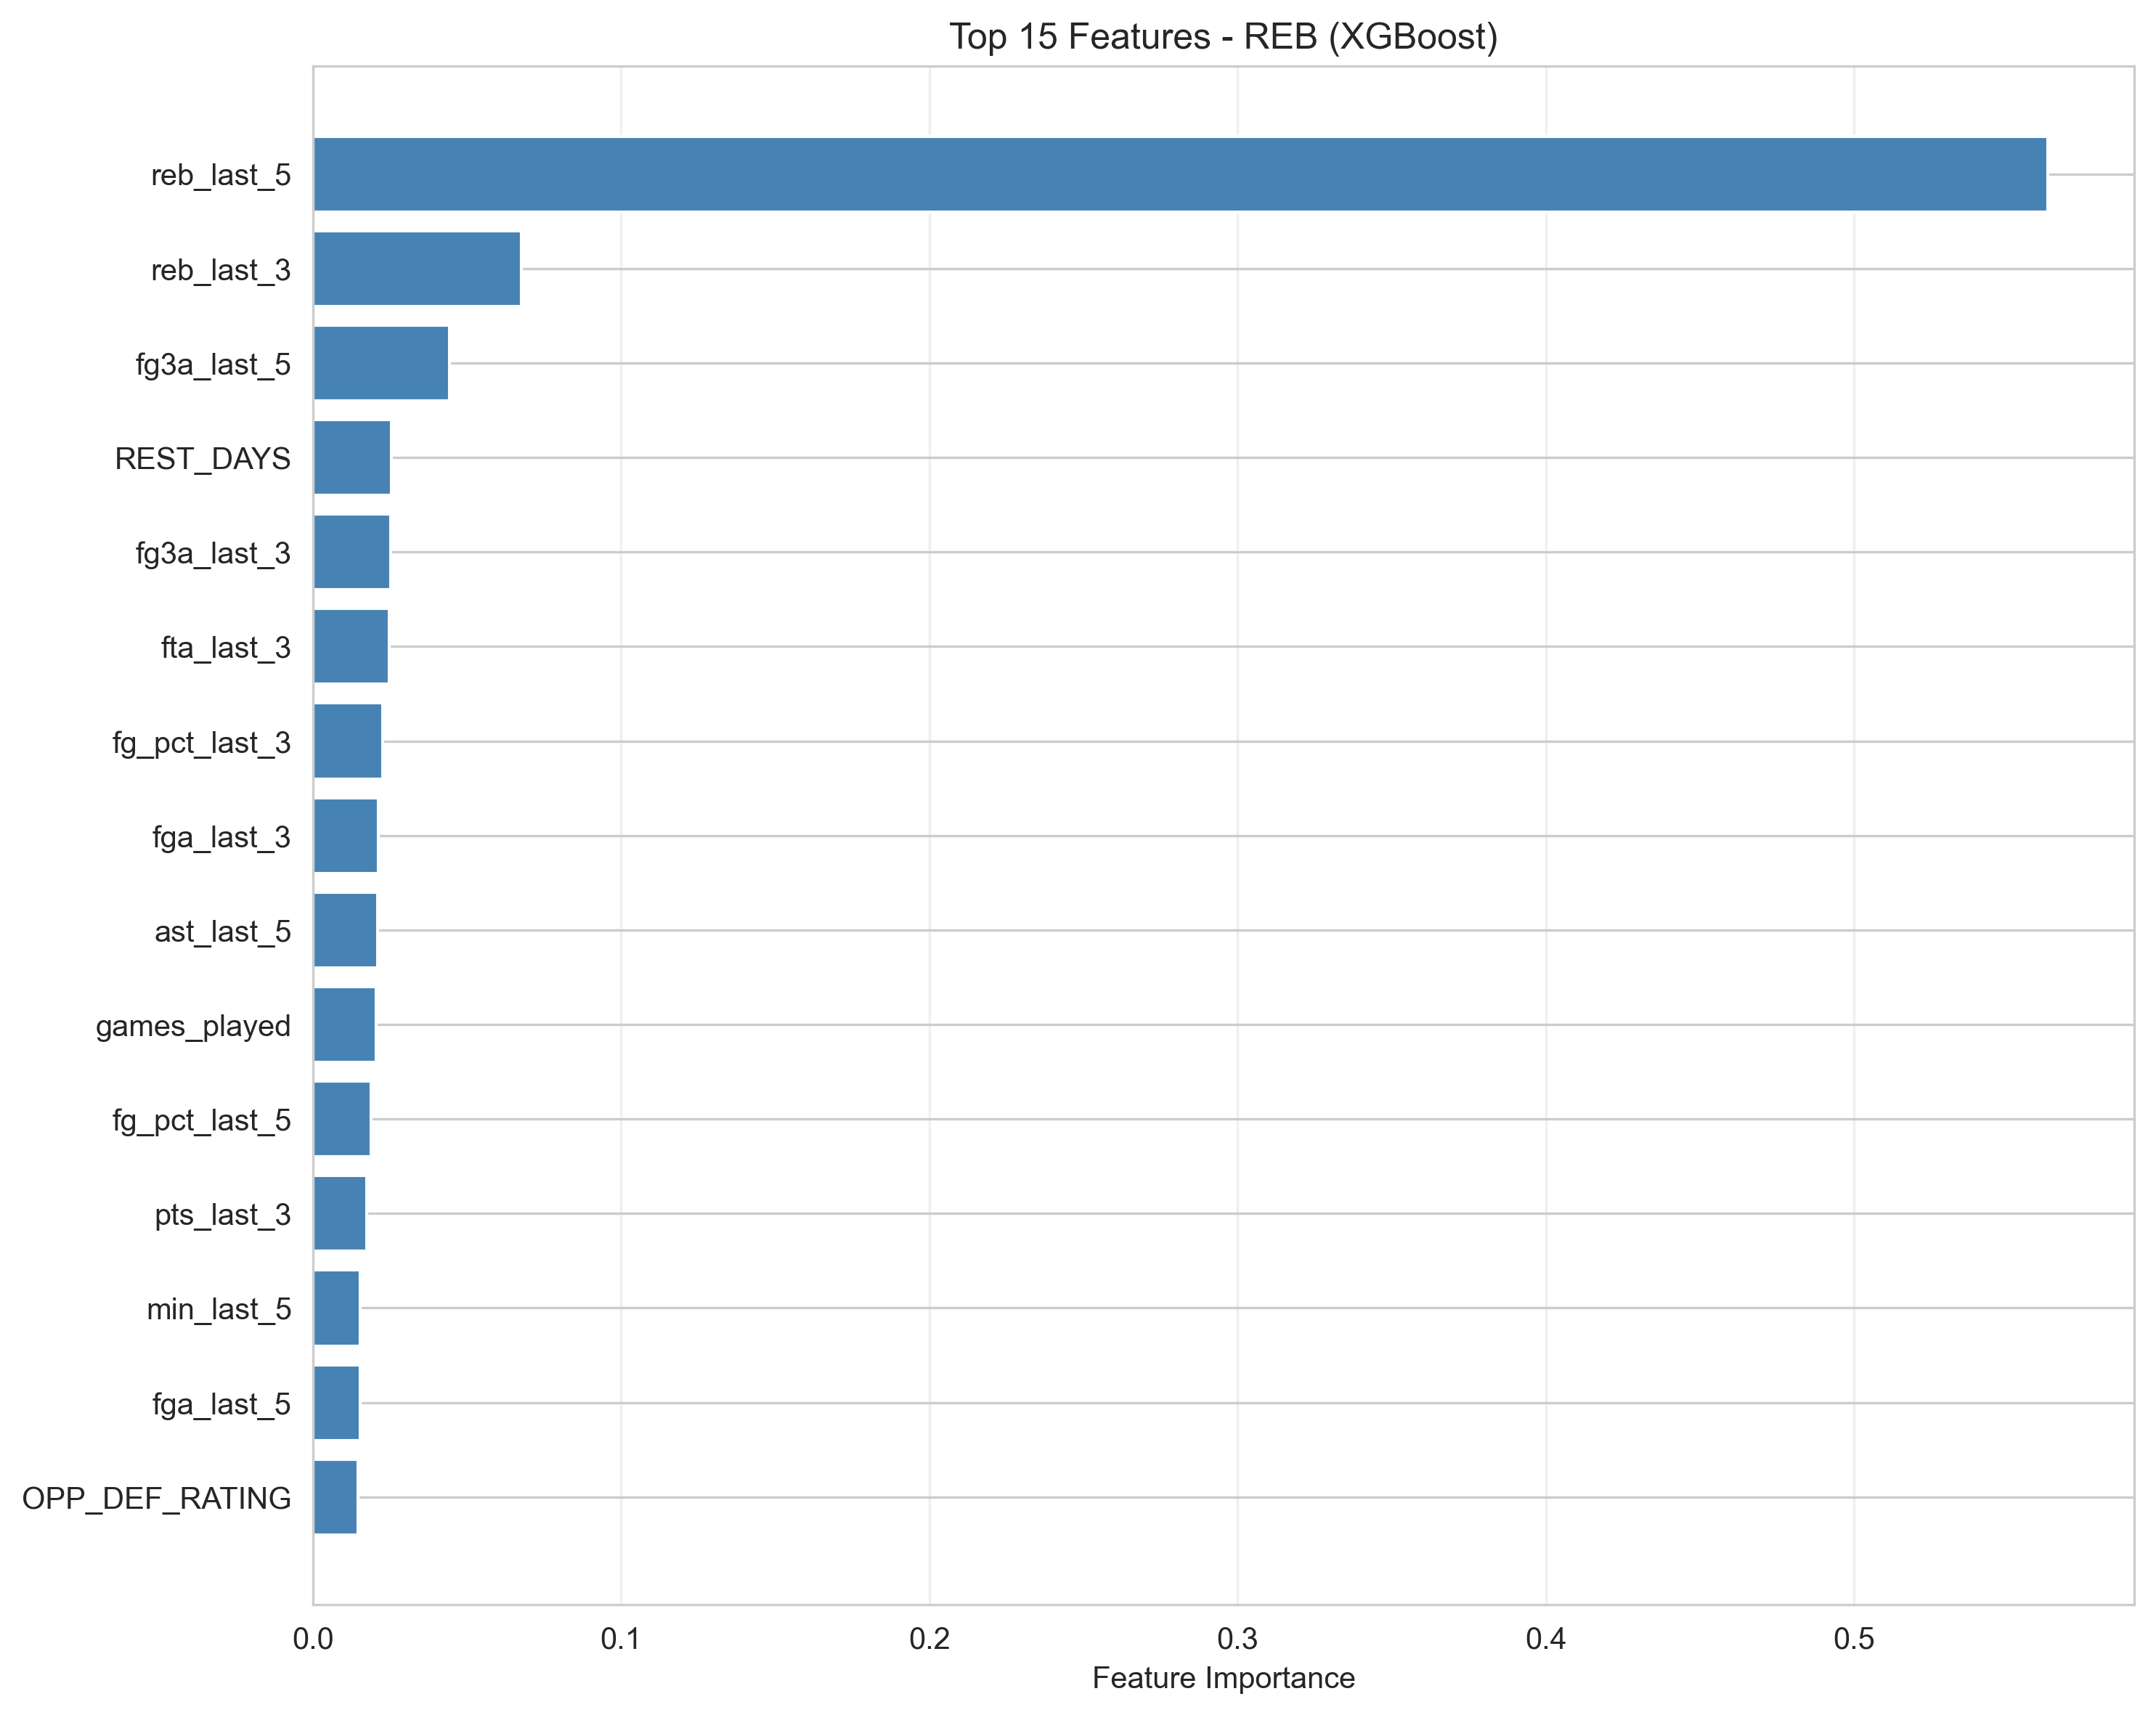 Top 15 Features - REB (XGBoost)
reb_last_5
reb_last_3
fg3a_last_5
REST_DAYS
fg3a_last_3
fta_last_3
fg_pct_last_3
fga_last_3
ast_last_5
games_played
fg_pct_last_5
pts_last_3
min_last_5
fga_last_5
OPP_DEF_RATING
0.0 0.1 0.2 0.3 0.4 0.5
Feature Importance